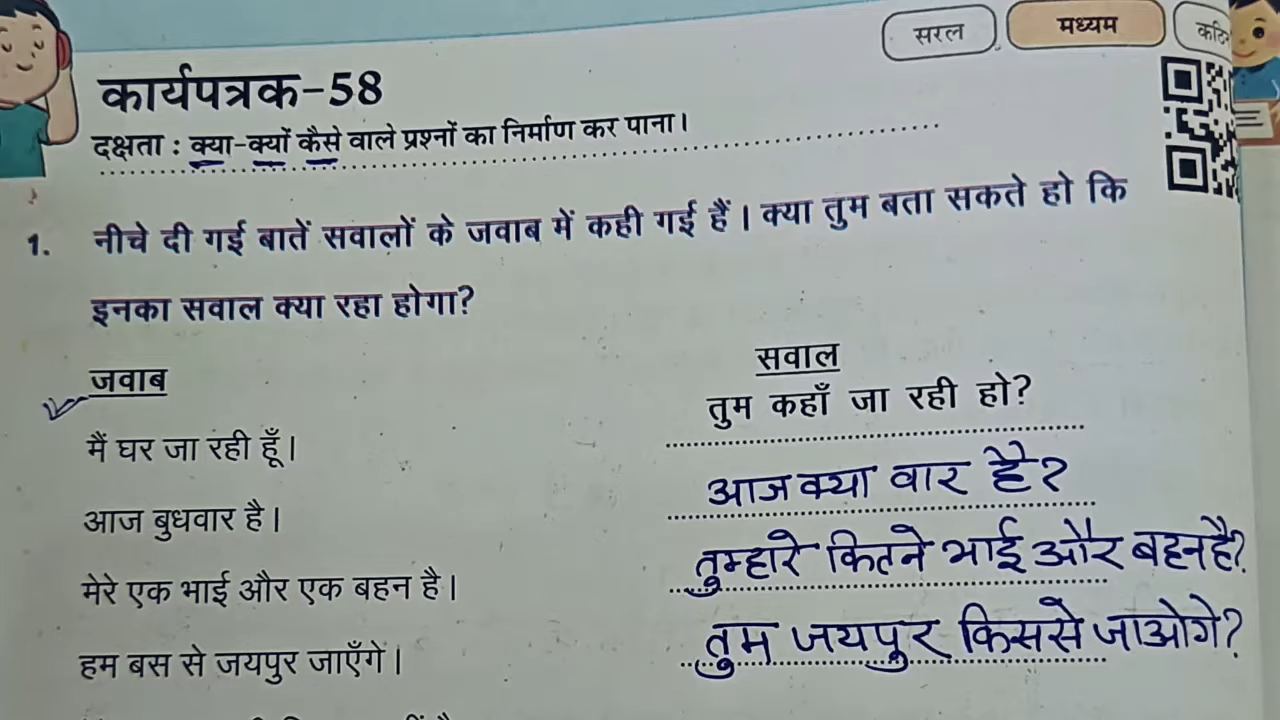 सरल मध्यम
कार्यपत्रक-58
दक्षता : क्या-क्यों कैसे वाले प्रश्नों का निर्माण कर पाना।
1. नीचे दी गई बातें सवालों के जवाब में कही गई हैं। क्या तुम बता सकते हो कि
इनका सवाल क्या रहा होगा?
जवाब सवाल
तुम कहाँ जा रही हो?
मैं घर जा रही हूँ।
आज क्या वार है?
आज बुधवार है।
तुम्हारे कितने भाई और बहन है?
मेरे एक भाई और एक बहन है।
तुम जयपुर किससे जाओगे?
हम बस से जयपुर जाएँगे।